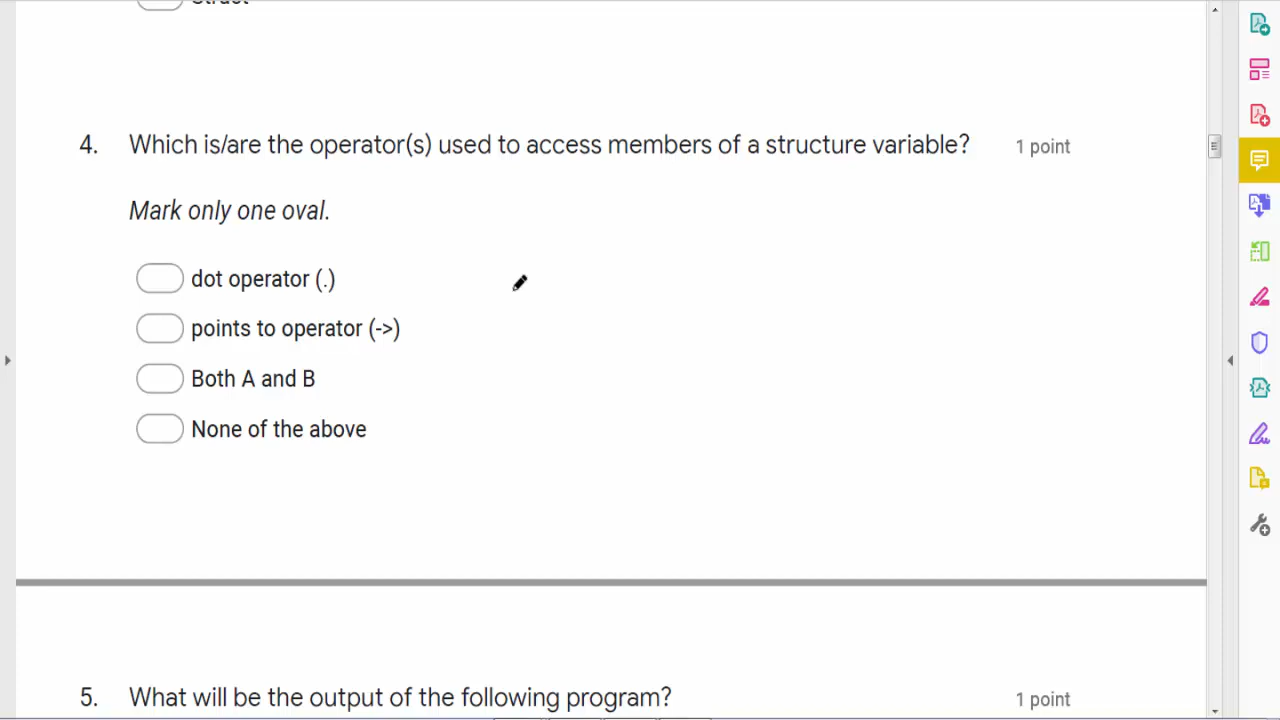 4. Which is/are the operator(s) used to access members of a structure variable? 1 point
Mark only one oval.
dot operator (.)
points to operator (->)
Both A and B
None of the above
5. What will be the output of the following program? 1 point